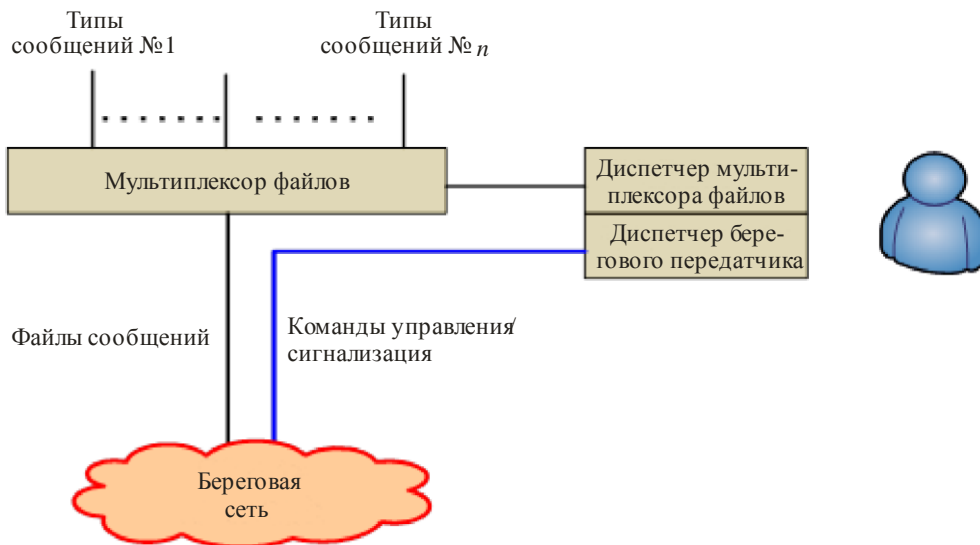 Типы
сообщений №1
Типы
сообщений № n
Мультиплексор файлов
Диспетчер мульти-
плексора файлов
Диспетчер бере-
гового передатчика
Файлы сообщений
Команды управления/
сигнализация
Береговая
сеть